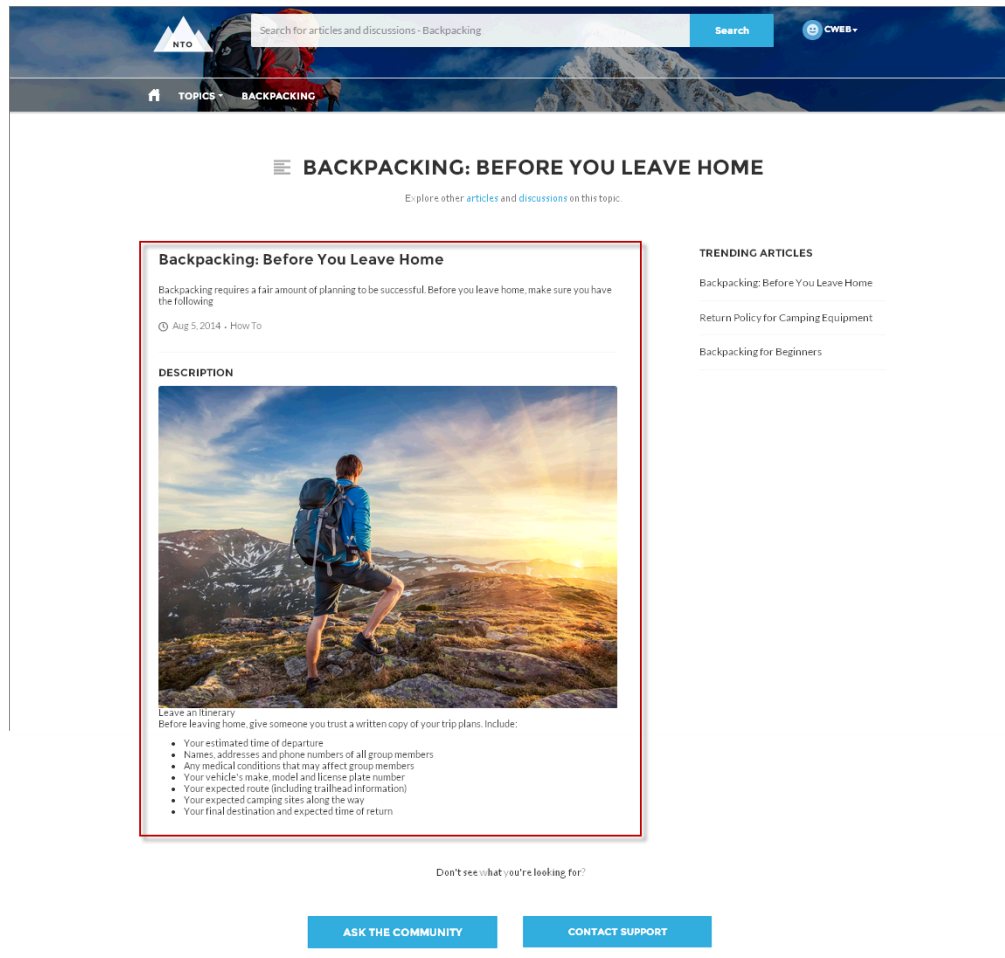 NTO
Search for articles and discussions - Backpacking
Search
CWEB
TOPICS
BACKPACKING
BACKPACKING: BEFORE YOU LEAVE HOME
Explore other articles and discussions on this topic.
Backpacking: Before You Leave Home
Backpacking requires a fair amount of planning to be successful. Before you leave home, make sure you have
the following
Aug 5, 2014 • How To
DESCRIPTION
Leave an Itinerary
Before leaving home, give someone you trust a written copy of your trip plans. Include:
• Your estimated time of departure
• Names, addresses and phone numbers of all group members
• Any medical conditions that may affect group members
• Your vehicle's make, model and license plate number
• Your expected route (including trailhead information)
• Your expected camping sites along the way
• Your final destination and expected time of return
TRENDING ARTICLES
Backpacking: Before You Leave Home
Return Policy for Camping Equipment
Backpacking for Beginners
Don't see what you're looking for?
ASK THE COMMUNITY
CONTACT SUPPORT